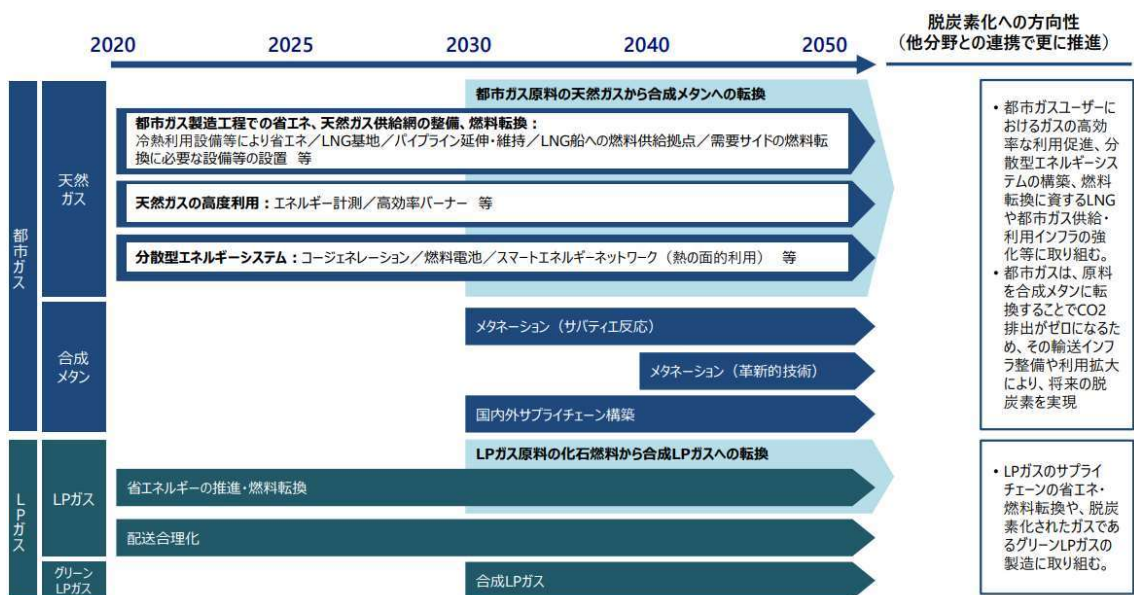 脱炭素化への方向性
(他分野との連携で更に推進)
2020
2025
2030
2040
2050
都市ガス
天然
ガス
都市ガス原料の天然ガスから合成メタンへの転換
都市ガス製造工程での省エネ、天然ガス供給網の整備、燃料転換：
冷熱利用設備等により省エネ／LNG基地／パイプライン延伸・維持／LNG船への燃料供給拠点／需要サイドの燃料転
換に必要な設備等の設置 等
天然ガスの高度利用：エネルギー計測／高効率バーナー 等
分散型エネルギーシステム：コージェネレーション／燃料電池／スマートエネルギーネットワーク（熱の面的利用） 等
合成
メタン
メタネーション（サバティエ反応）
メタネーション（革新的技術）
国内外サプライチェーン構築
• 都市ガスユーザーに
おけるガスの高効
率な利用促進、分
散型エネルギーシス
テムの構築、燃料
転換に資するLNG
や都市ガス供給・
利用インフラの強
化等に取り組む。
• 都市ガスは、原料
を合成メタンに転
換することでCO2
排出がゼロになるた
め、その輸送インフ
ラ整備や利用拡大
により、将来の脱
炭素を実現
LPガス
LPガス
LPガス原料の化石燃料から合成LPガスへの転換
省エネルギーの推進・燃料転換
配送合理化
グリーン
LPガス
合成LPガス
• LPガスのサプライ
チェーンの省エネ・
燃料転換や、脱炭
素化されたガスであ
るグリーンLPガスの
製造に取り組む。